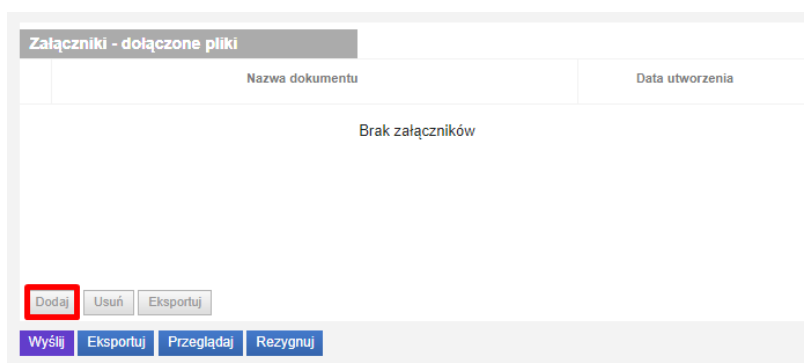 Załączniki - dołączone pliki
Nazwa dokumentu Data utworzenia
Brak załączników
Dodaj Usuń Eksportuj
Wyślij Eksportuj Przeglądaj Rezygnuj